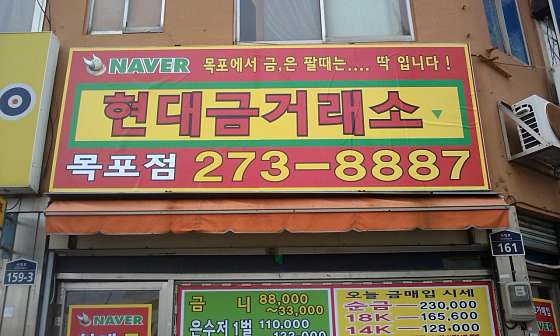 NAVER 목포에서 금,은 팔때는.... 딱 입니다!
현대금거래소
목포점 273-8887
159-3
161
NAVER
금니 88,000
~33,000
은수저 1벌 110,000
오늘 금매입 시세
순금 - 230,000
18K - 165,600
14K - 128,000